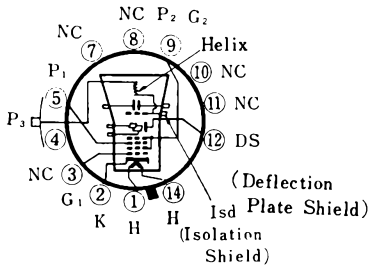 NC P₂ G₂
NC ⑧
⑦ ⑨
Helix
P₁ ⑩ NC
⑤ ⑪ NC
P₃ ④ ⑫ DS
NC ③
G₁ ② ① ⑭
K H H
Isd
(Isolation
Shield)
(Deflection
Plate Shield)